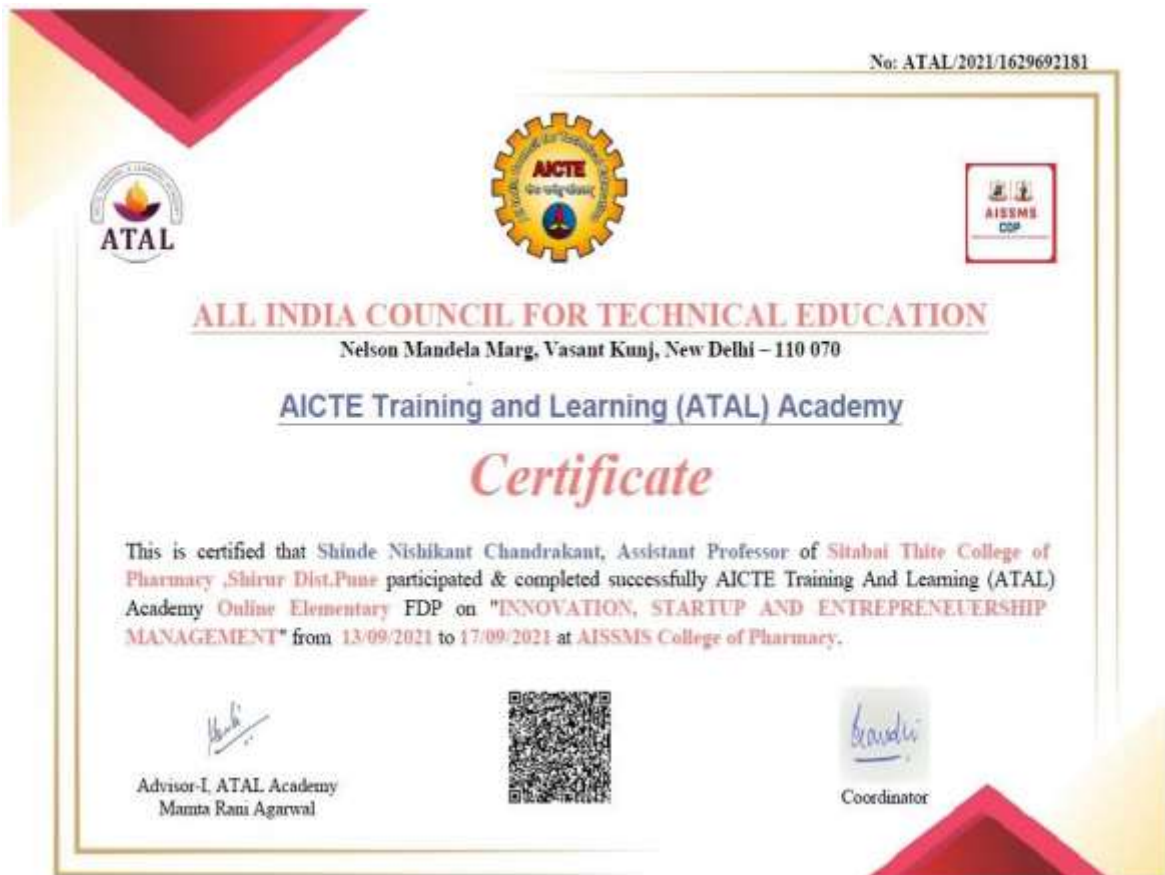 No: ATAL/2021/1629692181
ATAL
AICTE
AISSMS
COP
ALL INDIA COUNCIL FOR TECHNICAL EDUCATION
Nelson Mandela Marg, Vasant Kunj, New Delhi – 110 070
AICTE Training and Learning (ATAL) Academy
Certificate
This is certified that Shinde Nishikant Chandrakant, Assistant Professor of Sitabai Thite College of
Pharmacy ,Shirur Dist.Pune participated & completed successfully AICTE Training And Learning (ATAL)
Academy Online Elementary FDP on "INNOVATION, STARTUP AND ENTREPRENEUERSHIP
MANAGEMENT" from 13/09/2021 to 17/09/2021 at AISSMS College of Pharmacy.
Advisor-I, ATAL Academy
Mamta Rani Agarwal
Coordinator